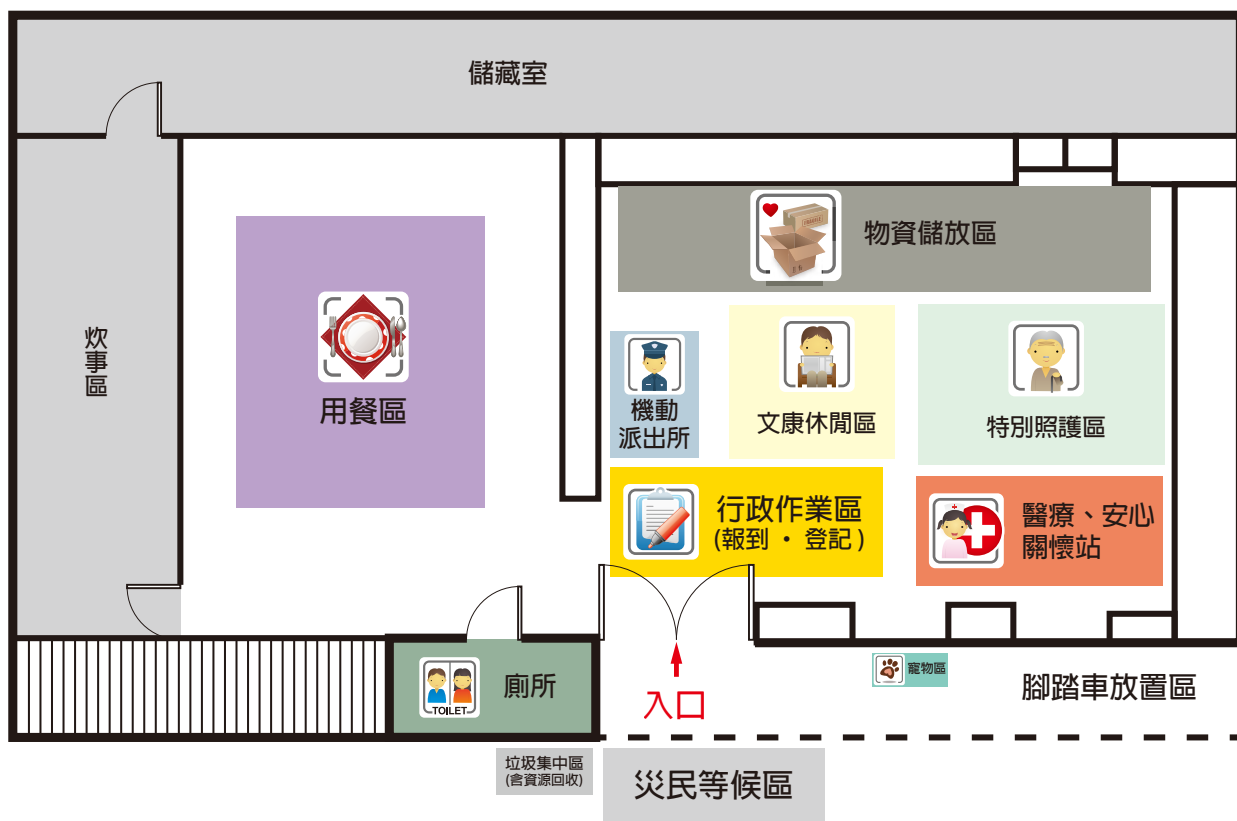 儲藏室
物資儲放區
炊事區
用餐區
機動
派出所
文康休閒區
特別照護區
行政作業區
(報到 • 登記)
醫療、安心
關懷站
TOILET
廁所
入口
寵物區
腳踏車放置區
垃圾集中區
(含資源回收)
災民等候區